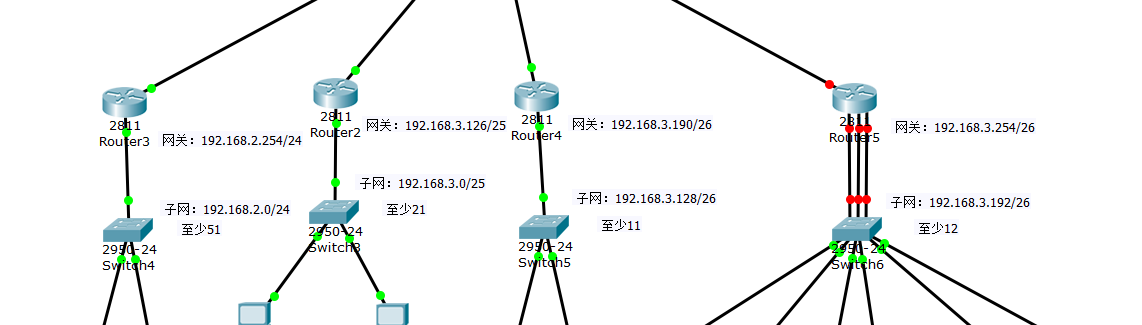 2811
Router3
网关：192.168.2.254/24
子网：192.168.2.0/24
至少51
2950-24
Switch4
2811
Router2
网关：192.168.3.126/25
子网：192.168.3.0/25
至少21
2950-24
Switch3
2811
Router4
网关：192.168.3.190/26
子网：192.168.3.128/26
至少11
2950-24
Switch5
2811
Router5
网关：192.168.3.254/26
子网：192.168.3.192/26
至少12
2950-24
Switch6